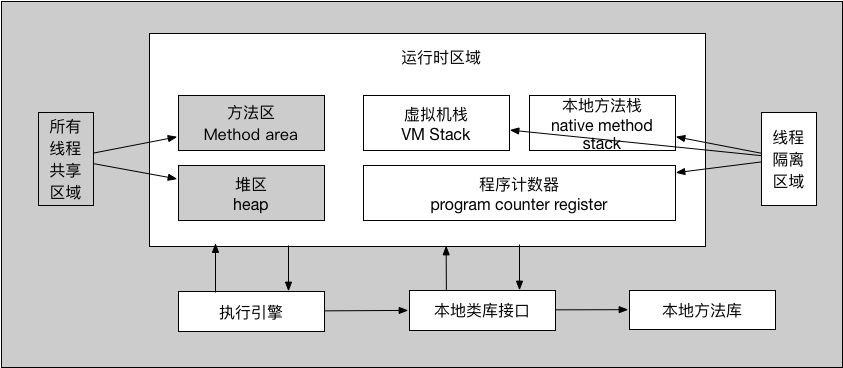 运行时区域
所有
线程
共享
区域
方法区
Method area
虚拟机栈
VM Stack
本地方法栈
native method
stack
线程
隔离
区域
堆区
heap
程序计数器
program counter register
执行引擎
本地类库接口
本地方法库